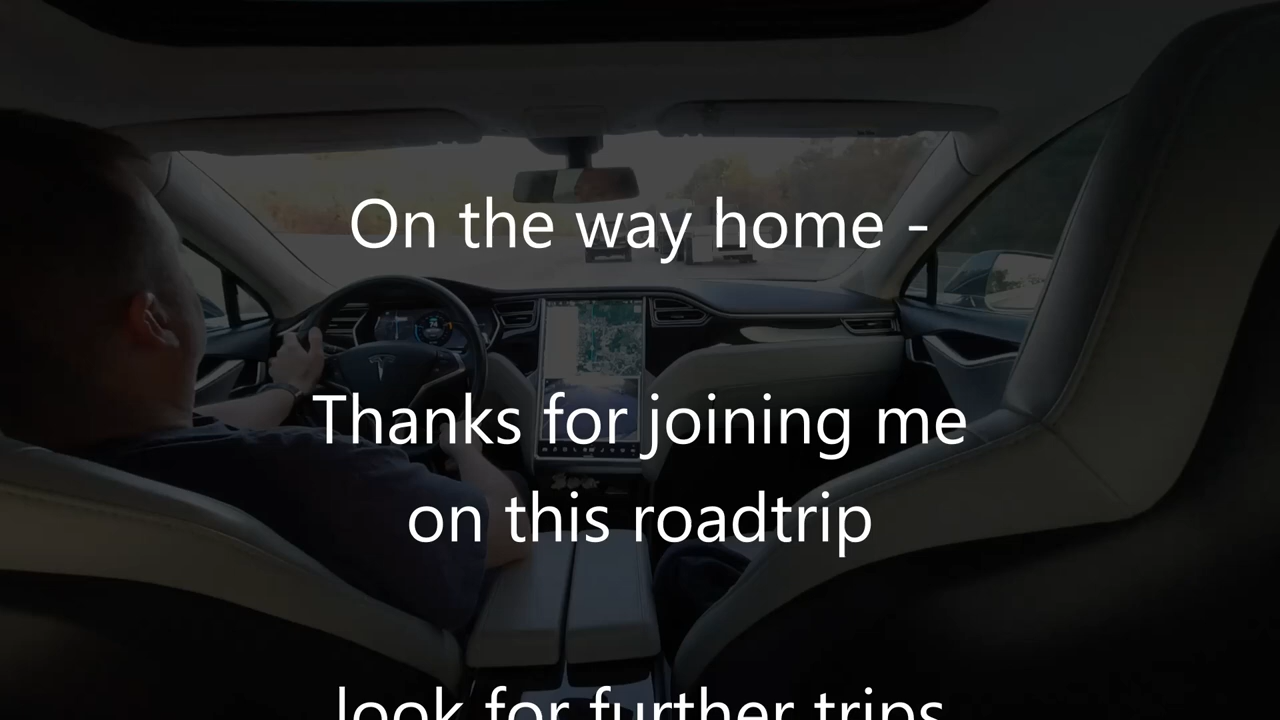 On the way home -
Thanks for joining me
on this roadtrip
look for further trips